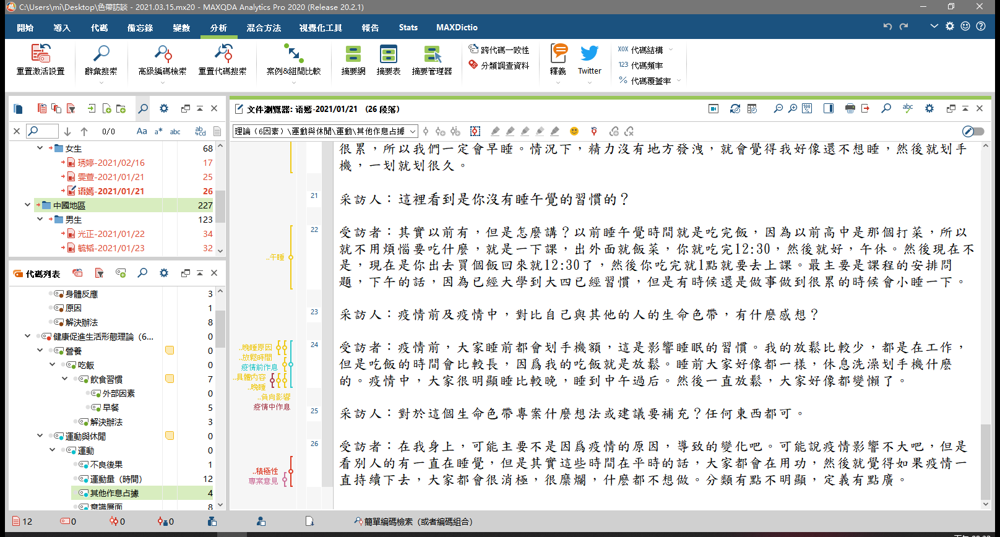 C:\Users\mi\Desktop\色帶訪談 - 2021.03.15.mx20 - MAXQDA Analytics Pro 2020 (Release 20.2.1)
開始 導入 代碼 備忘錄 變數 分析 混合方法 視覺化工具 報告 Stats MAXDictio
重置激活設置 辭彙搜索 高級編碼檢索 重置代碼搜索 案例&組間比較 摘要網 摘要表 摘要管理器 跨代碼一致性 分類調查資料 釋義 Twitter XOX 代碼結構 123 代碼頻率 % 代碼覆蓋率
0/0 Aa a* abc ab cd
女生 68
琇婷-2021/02/16 17
雯萱-2021/01/21 25
语嫣-2021/01/21 26
中國地區 227
男生 123
光正-2021/01/22 34
毓韬-2021/01/23 32
代碼列表
身體反應 3
原因 1
解決辦法 8
健康促進生活形態理論（6... 0
營養 0
吃飯 0
飲食習慣 7
外部因素 0
早餐 5
解決辦法 3
運動與休閒 0
運動 0
不良後果 1
運動量（時間） 12
其他作息占據 4
意識層面 8
文件瀏覽器: 语嫣-2021/01/21 （26 段落）
100 %
abc
理論（6因素）\運動與休閒\運動\其他作息占據
很累，所以我們一定會早睡。情況下，精力沒有地方發洩，就會覺得我好像還不想睡，然後就划手
機，一划就划很久。
21
采訪人：這裡看到是你沒有睡午覺的習慣的？
22
受訪者：其實以前有，但是怎麼講？以前睡午覺時間就是吃完飯，因為以前高中是那個打菜，所以
就不用煩惱要吃什麼，就是一下課，出外面就飯菜，你就吃完12:30，然後就好，午休。然後現在不
是，現在是你出去買個飯回來就12:30了，然後你吃完就1點就要去上課。最主要是課程的安排問
題，下午的話，因為已經大學到大四已經習慣，但是有時候還是做事做到很累的時候會小睡一下。
..午睡
23
采訪人：疫情前及疫情中，對比自己與其他的人的生命色帶，有什麼感想？
24
受訪者：疫情前，大家睡前都會划手機額，這是影響睡眠的習慣。我的放鬆比較少，都是在工作，
但是吃飯的時間會比較長，因爲我的吃飯就是放鬆。睡前大家好像都一樣，休息洗澡划手機什麼
的。疫情中，大家很明顯睡比較晚，睡到中午過后。然後一直放鬆，大家好像都變懶了。
..晚睡原因
..放鬆時間
疫情前作息
..具體内容
..晚睡
..負向影響
疫情中作息
25
采訪人：對於這個生命色帶專案什麼想法或建議要補充？任何東西都可。
26
受訪者：在我身上，可能主要不是因爲疫情的原因，導致的變化吧。可能說疫情影響不大吧，但是
看別人的有一直在睡覺，但是其實這些時間在平時的話，大家都會在用功，然後就覺得如果疫情一
直持續下去，大家都會很消極，很糜爛，什麼都不想做。分類有點不明顯，定義有點廣。
..積極性
專案意見
12 0 0 0 簡單編碼檢索（或者編碼組合）